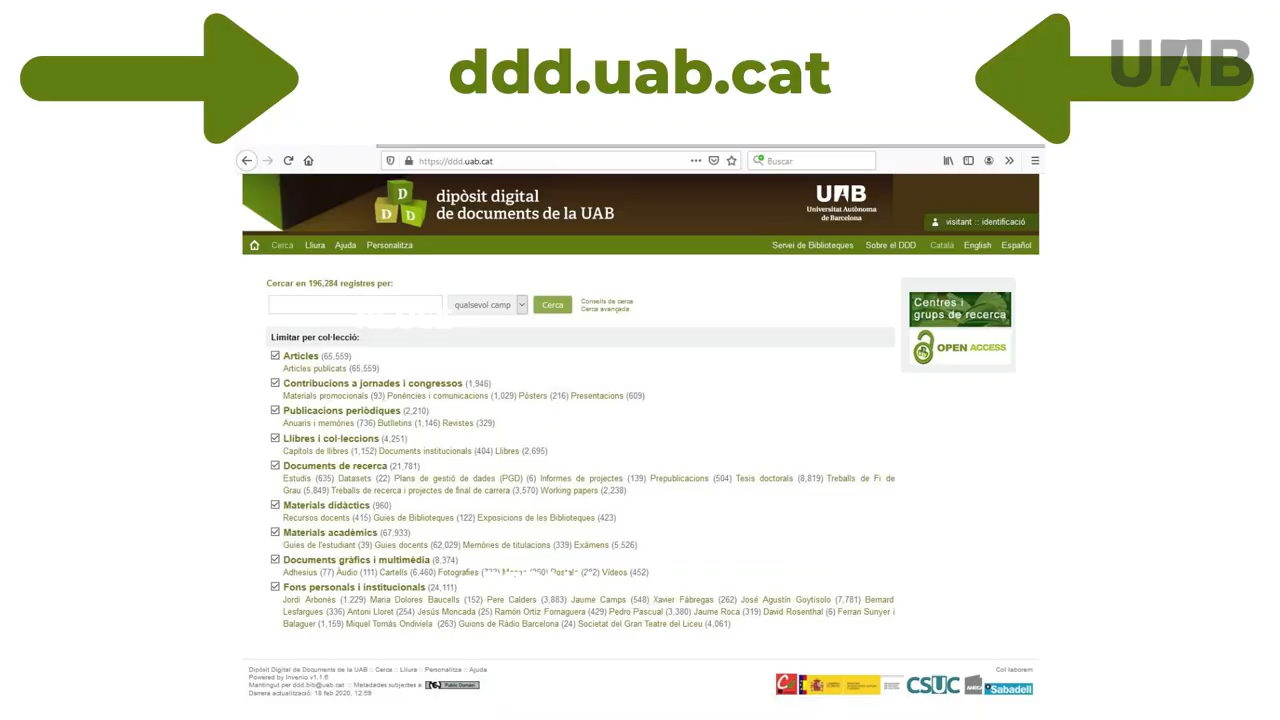 ddd.uab.cat
UAB
https://ddd.uab.cat
Buscar
D D D
dipòsit digital
de documents de la UAB
UAB
Universitat Autònoma
de Barcelona
visitant :: identificació
Cerca Lliura Ajuda Personalitza
Servei de Biblioteques Sobre el DDD Català English Español
Cercar en 196,284 registres per:
qualsevol camp
Cerca
Consells de cerca
Cerca avançada
Centres i
grups de recerca
OPEN ACCESS
Limitar per col·lecció:
Articles (65,559)
Articles publicats (65,559)
Contribucions a jornades i congressos (1,946)
Materials promocionals (93) Ponències i comunicacions (1,029) Pòsters (216) Presentacions (609)
Publicacions periòdiques (2,210)
Anuaris i memòries (736) Butlletins (1,146) Revistes (329)
Llibres i col·leccions (4,251)
Capítols de llibres (1,152) Documents institucionals (404) Llibres (2,695)
Documents de recerca (21,781)
Estudis (635) Datasets (22) Plans de gestió de dades (PGD) (6) Informes de projectes (139) Prepublicacions (504) Tesis doctorals (8,819) Treballs de Fi de
Grau (5,849) Treballs de recerca i projectes de final de carrera (3,570) Working papers (2,238)
Materials didàctics (960)
Recursos docents (415) Guies de Biblioteques (122) Exposicions de les Biblioteques (423)
Materials acadèmics (67,933)
Guies de l'estudiant (39) Guies docents (62,029) Memòries de titulacions (339) Exàmens (5,526)
Documents gràfics i multimèdia (8,374)
Adhesius (77) Àudio (111) Cartells (6,460) Fotografies Vídeos (452)
Fons personals i institucionals (24,111)
Jordi Arbonès (1,229) Maria Dolores Baucells (152) Pere Calders (3,883) Jaume Camps (548) Xavier Fàbregas (262) José Agustín Goytisolo (7,781) Bernard
Lesfargues (336) Antoni Lloret (254) Jesús Moncada (25) Ramón Ortiz Fornaguera (429) Pedro Pascual (3,380) Jaume Roca (319) David Rosenthal (6) Ferran Sunyer i
Balaguer (1,159) Miquel Tomàs Ondiviela (263) Guions de Ràdio Barcelona (24) Societat del Gran Teatre del Liceu (4,061)
Dipòsit Digital de Documents de la UAB :: Cerca :: Lliura :: Personalitza :: Ajuda
Powered by Invenio v1.1.6
Mantingut per ddd.bib@uab.cat :: Metadades subjectes a
Public Domain
Darrera actualització: 18 feb 2020, 12:59
Col·laborem
CSUC
Sabadell